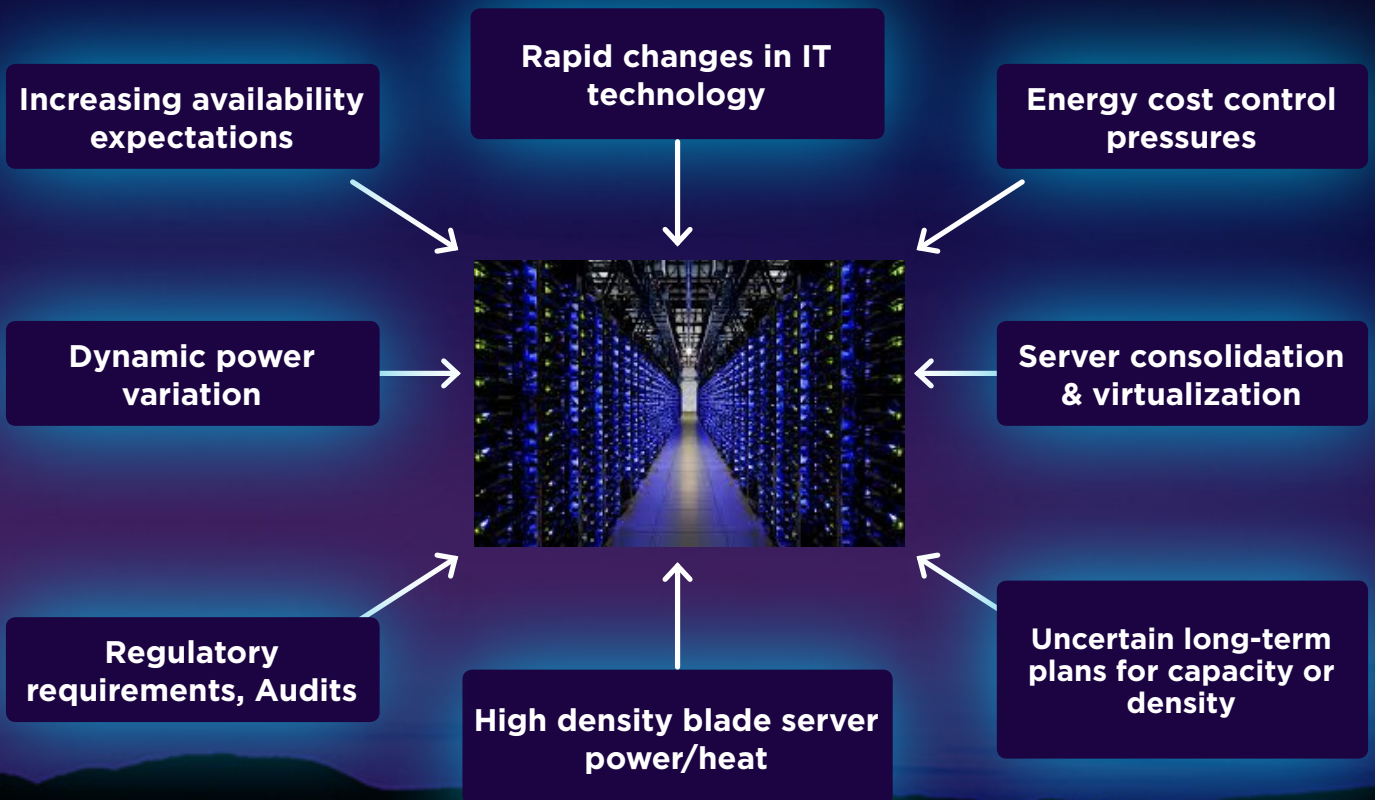 Rapid changes in IT
technology
Increasing availability
expectations
Energy cost control
pressures
Dynamic power
variation
Server consolidation
& virtualization
Regulatory
requirements, Audits
Uncertain long-term
plans for capacity or
density
High density blade server
power/heat